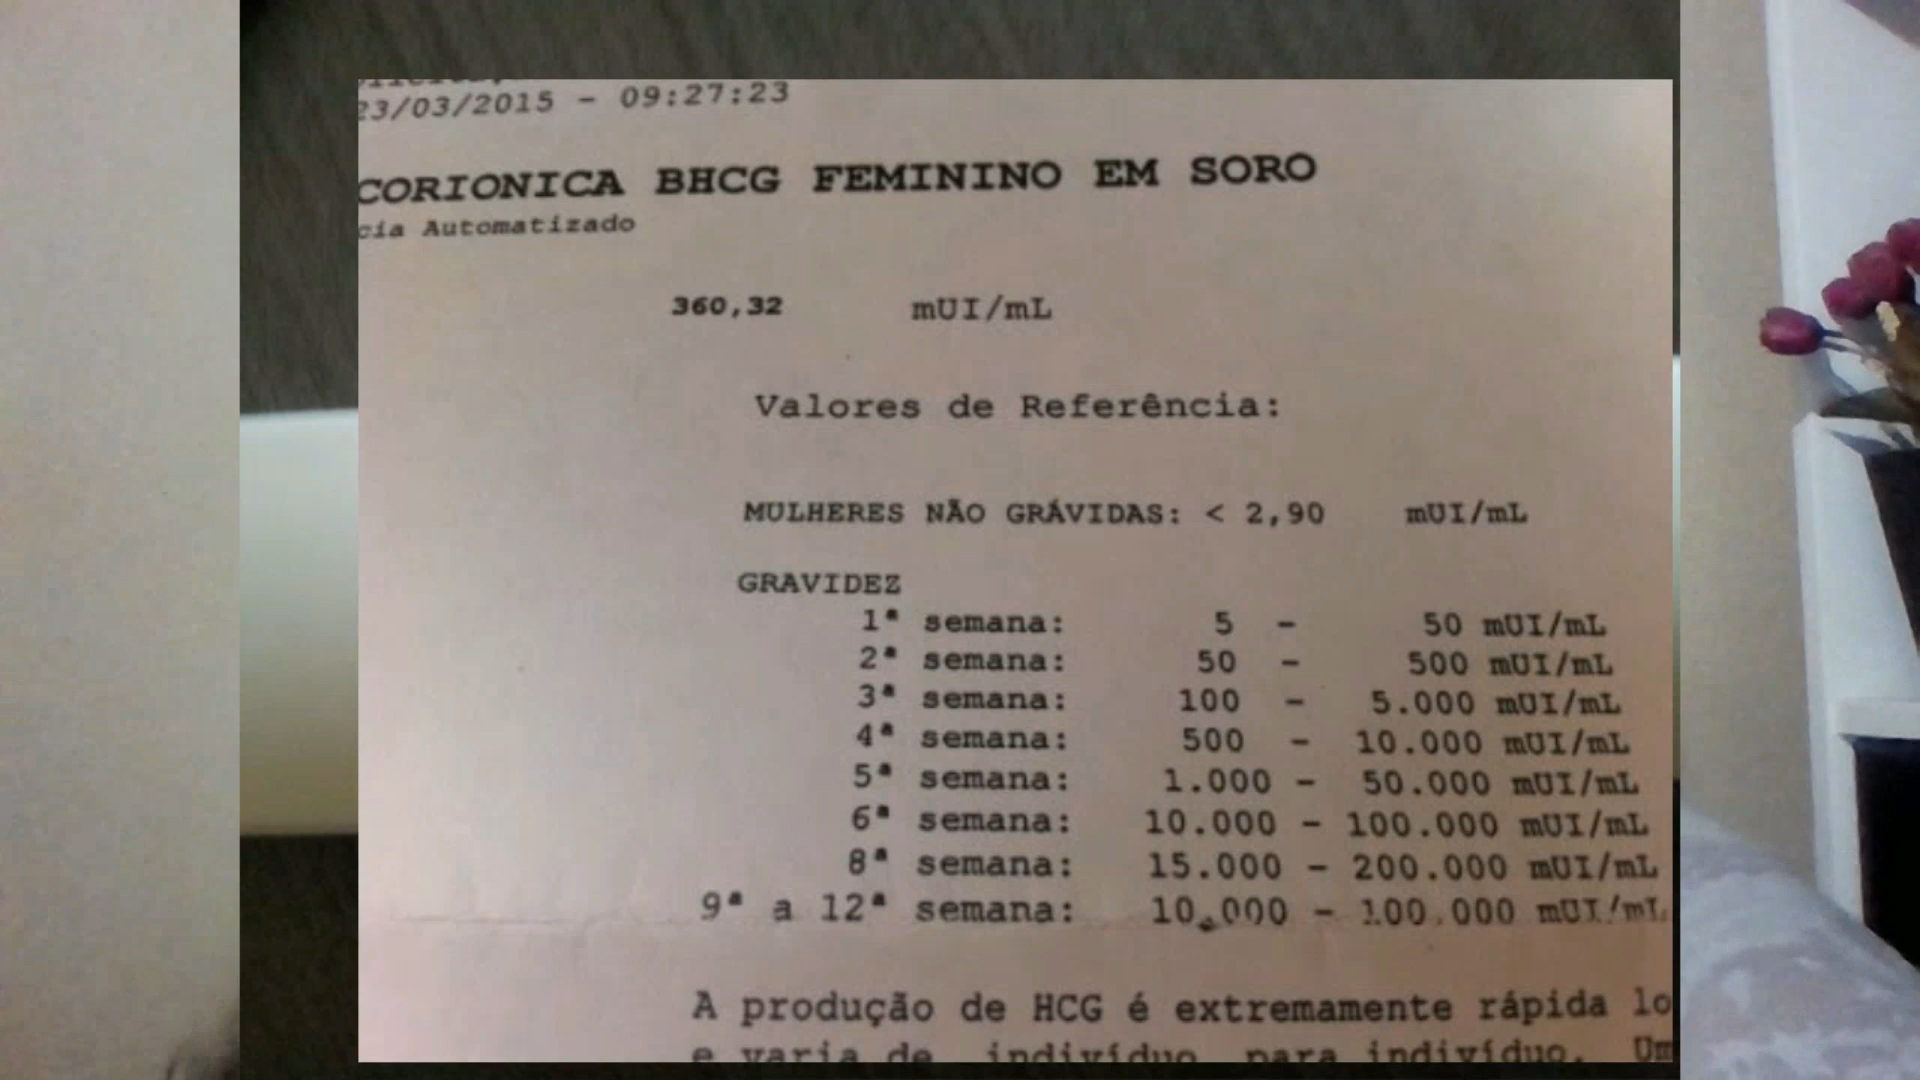 23/03/2015 - 09:27:23
CORIONICA BHCG FEMININO EM SORO
cia Automatizado
360,32 mUI/mL
Valores de Referência:
MULHERES NÃO GRÁVIDAS: < 2,90 mUI/mL
GRAVIDEZ
1ª semana: 5 - 50 mUI/mL
2ª semana: 50 - 500 mUI/mL
3ª semana: 100 - 5.000 mUI/mL
4ª semana: 500 - 10.000 mUI/mL
5ª semana: 1.000 - 50.000 mUI/mL
6ª semana: 10.000 - 100.000 mUI/mL
8ª semana: 15.000 - 200.000 mUI/mL
9ª a 12ª semana: 10.000 - 100.000 mUI/mL
A produção de HCG é extremamente rápida lo
e varia de indivíduo para indivíduo. Um